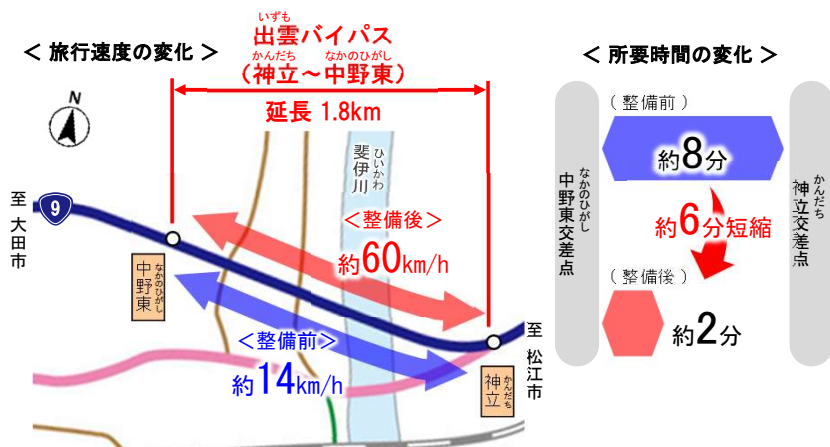 ＜ 旅行速度の変化 ＞
いずも
出雲バイパス
かんだち なかのひがし
（神立～中野東）
延長 1.8km
N
至 大田市
9
斐伊川
ひいかわ
＜整備後＞
約60km/h
中野東
なかのひがし
＜整備前＞
約14km/h
神立
かんだち
至 松江市
＜ 所要時間の変化 ＞
（整備前）
約8分
約6分短縮
（整備後）
約2分
中野東交差点
なかのひがし
神立交差点
かんだち